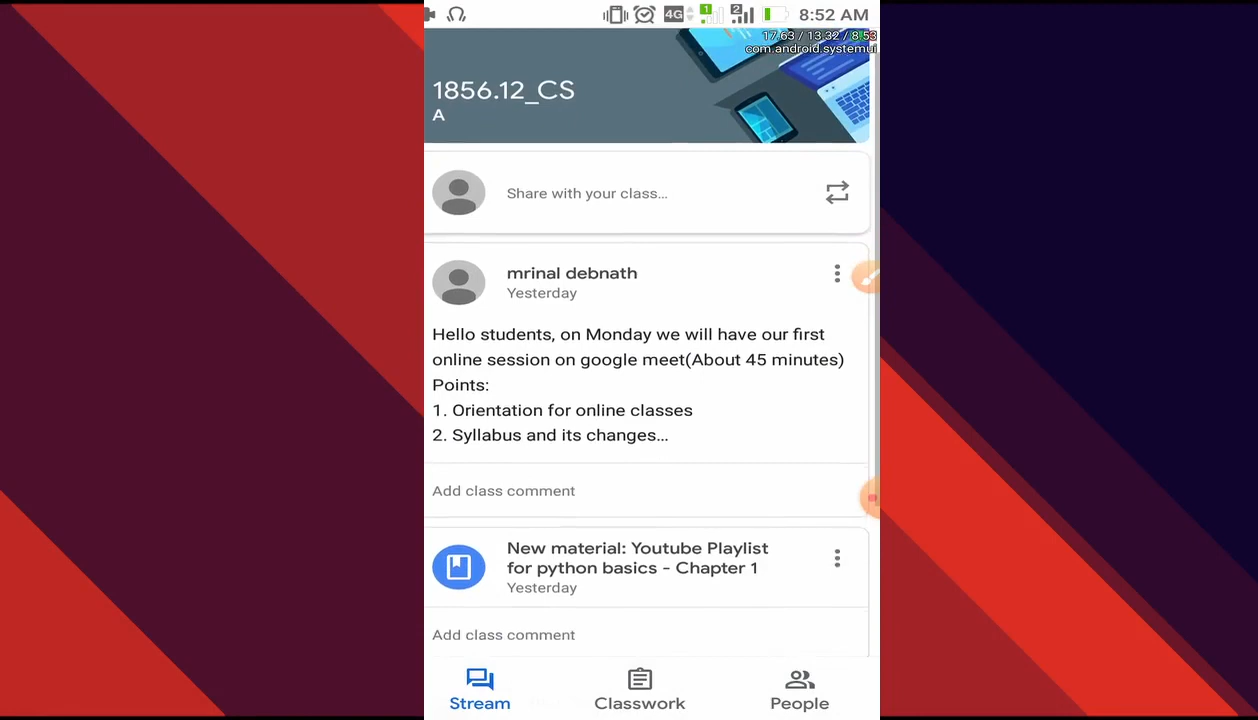 4G 1 2 8:52 AM
17.63 / 13.32 / 8.53
com.android.systemui
1856.12_CS
A
Share with your class...
mrinal debnath
Yesterday
Hello students, on Monday we will have our first
online session on google meet(About 45 minutes)
Points:
1. Orientation for online classes
2. Syllabus and its changes...
Add class comment
New material: Youtube Playlist
for python basics - Chapter 1
Yesterday
Add class comment
Stream Classwork People